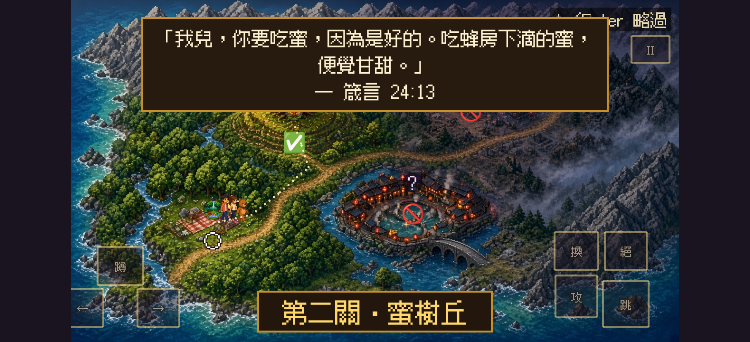 「我兒，你要吃蜜，因為是好的。吃蜂房下滴的蜜，
便覺甘甜。」
— 箴言 24:13
er 略過
II
?
換
絕
蹲
攻
跳
←
→
第二關·蜜樹丘